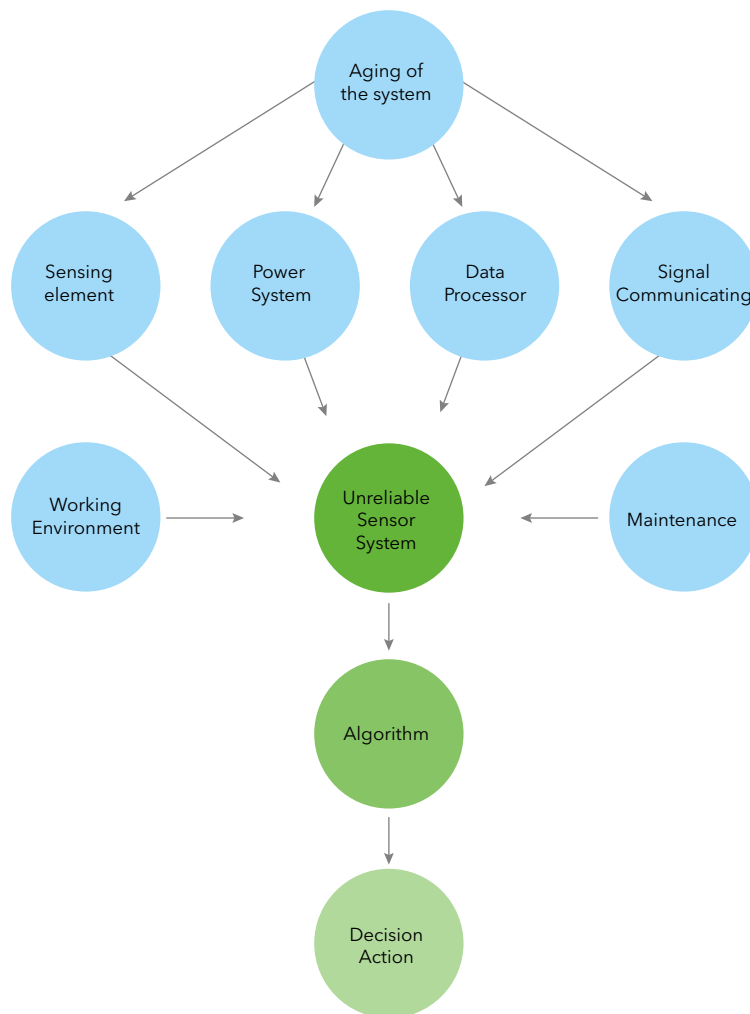 Aging of
the system
Sensing
element
Power
System
Data
Processor
Signal
Communicating
Working
Environment
Unreliable
Sensor
System
Maintenance
Algorithm
Decision
Action